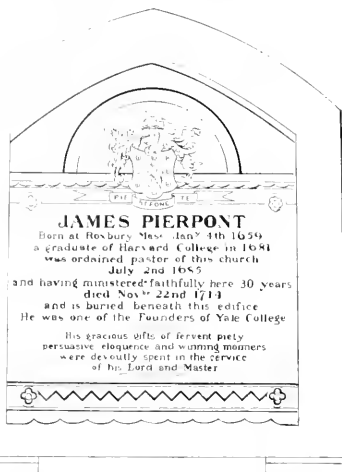 PIE TE
REPONE
JAMES PIERPONT
Born at Roxbury Mass Jany 4th 1659
a graduate of Harvard College in 1681
was ordained pastor of this church
July 2nd 1685
and having ministered faithfully here 30 years
died Novbr 22nd 1714
and is buried beneath this edifice
He was one of the Founders of Yale College
His gracious gifts of fervent piety
persuasive eloquence and winning manners
were devoutly spent in the service
of his Lord and Master